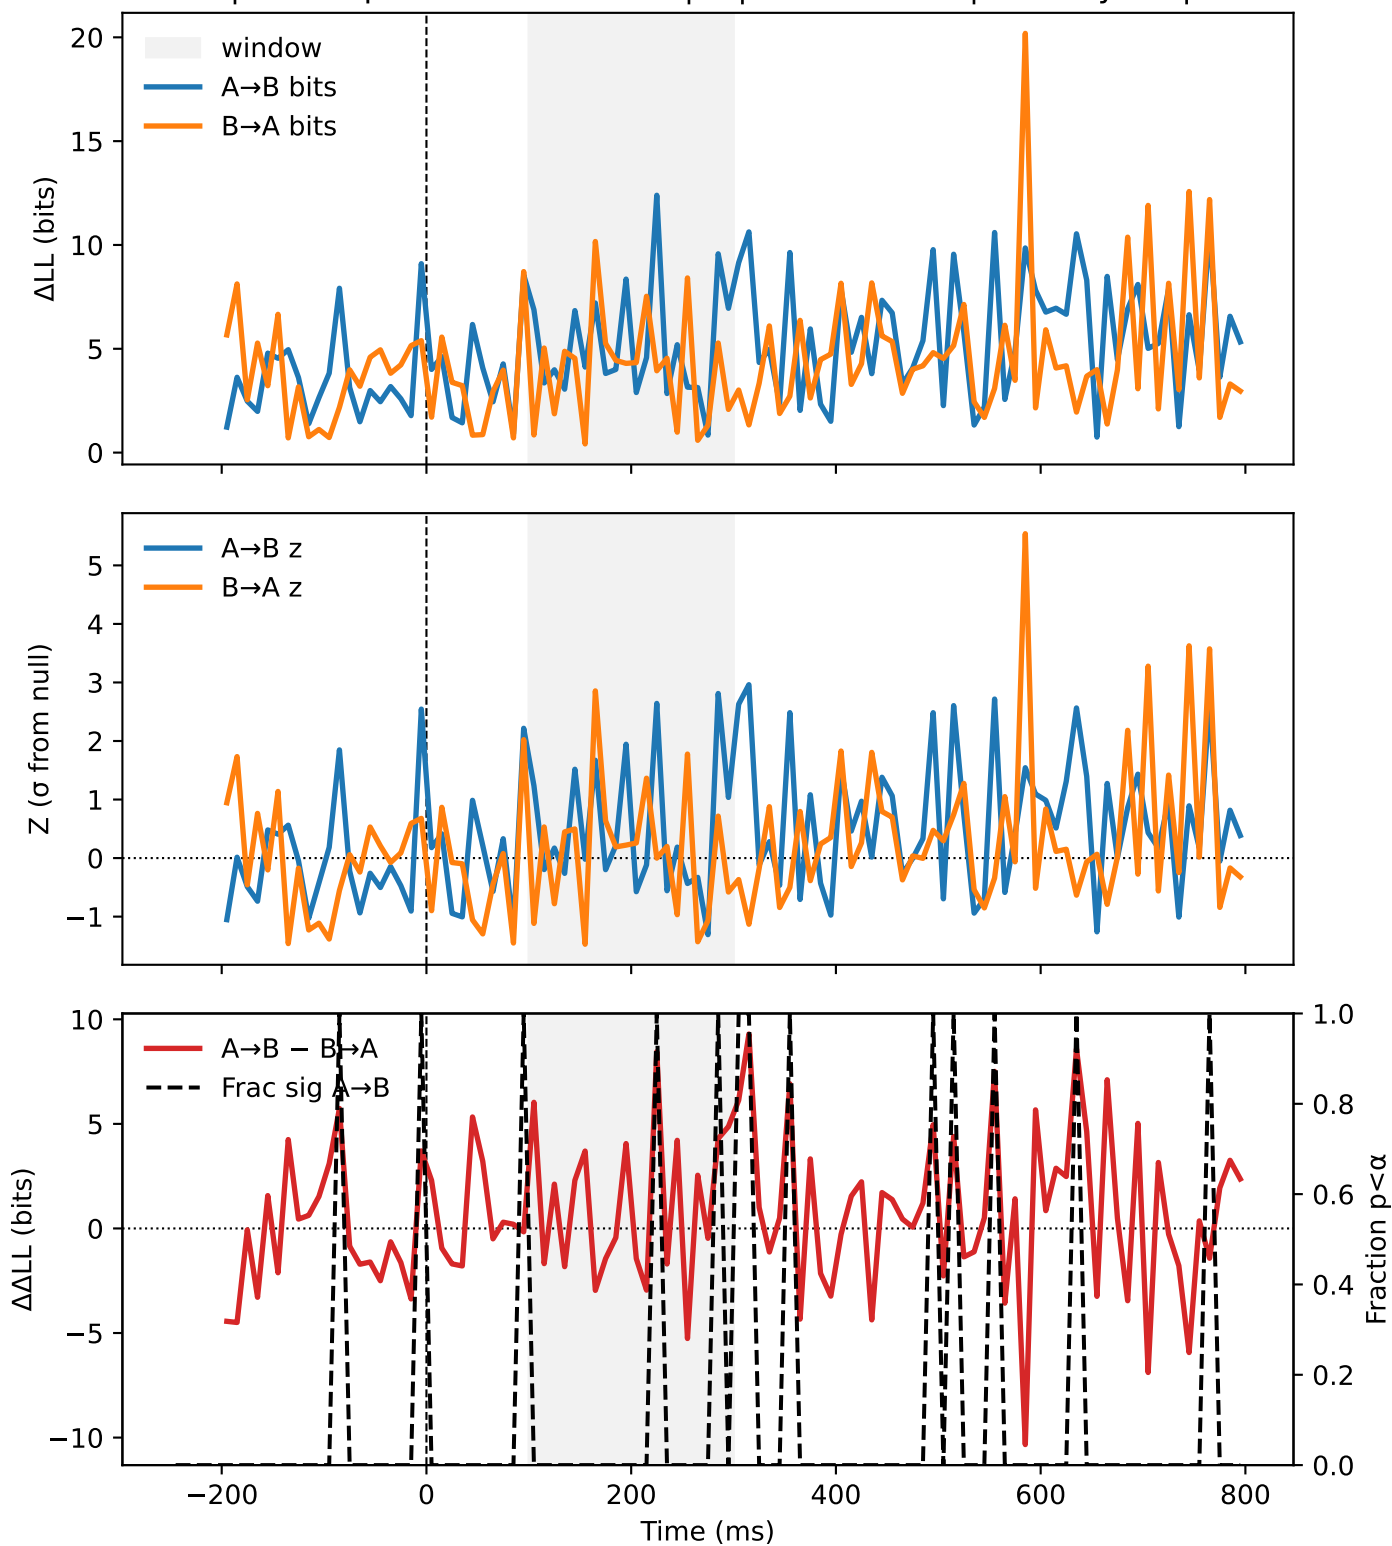 window
A→B bits
B→A bits
ΔLL (bits)
20
15
10
5
0
A→B z
B→A z
Z (σ from null)
5
4
3
2
1
0
−1
A→B − B→A
Frac sig A→B
ΔΔLL (bits)
10
5
0
−5
−10
1.0
0.8
0.6
0.4
0.2
0.0
Fraction p<α
−200
0
200
400
600
800
Time (ms)